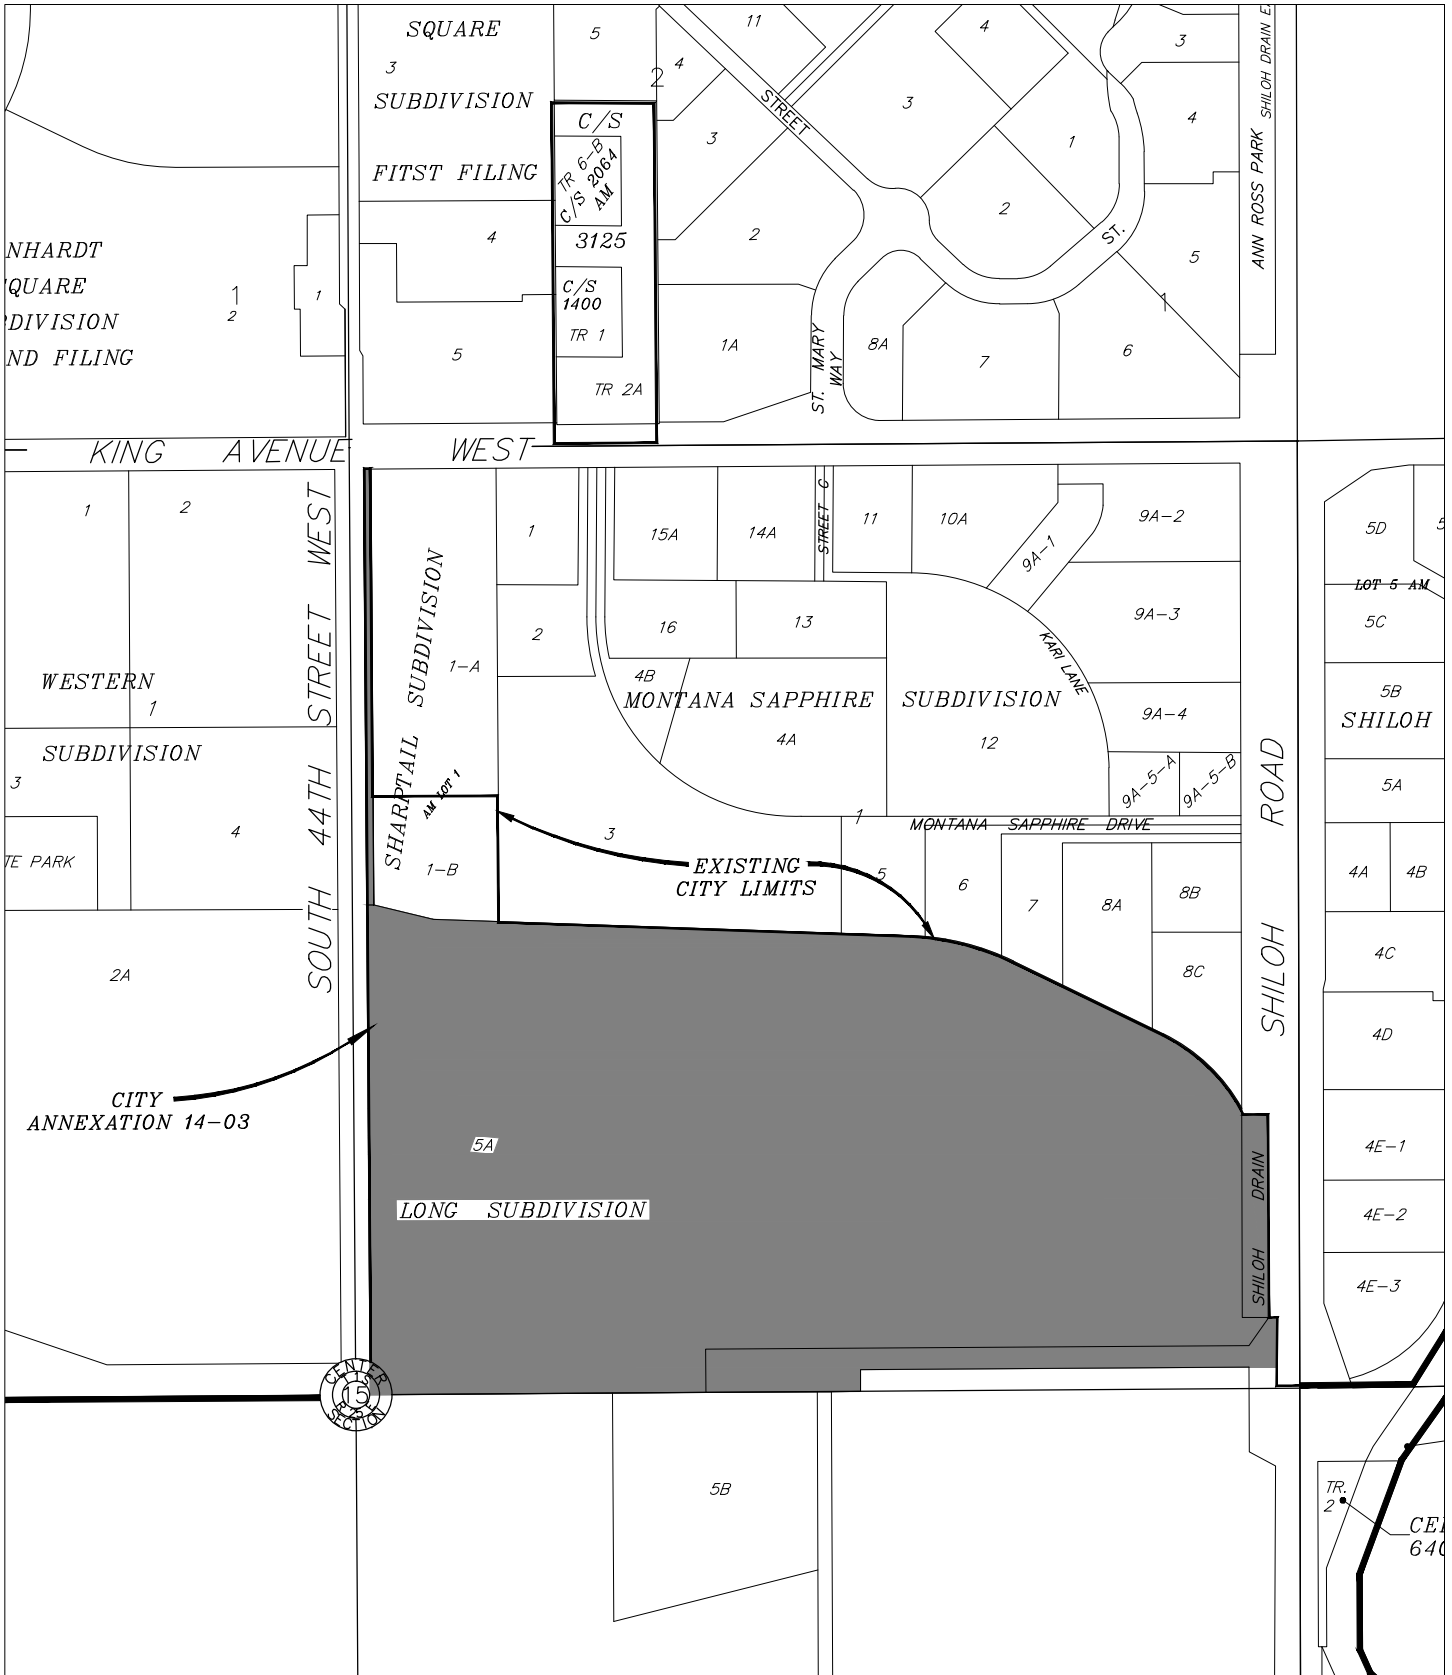 SQUARE
3
SUBDIVISION
FITST FILING
5
2
4
11
4
3
SHILOH DRAIN
ANN ROSS PARK
C/S
TR 6-B
C/S 2064
AM
3125
C/S
1400
TR 1
TR 2A
STREET
3
3
1
4
2
2
ST.
5
4
5
1A
8A
7
6
1
ST. MARY
WAY
NHARDT
QUARE
DIVISION
ND FILING
1
2
1
KING AVENUE WEST
1
2
WESTERN
1
SUBDIVISION
3
4
TE PARK
2A
SOUTH 44TH STREET WEST
SHARPTAIL SUBDIVISION
AM LOT 1
1-A
1-B
1
2
15A
14A
STREET C
11
10A
9A-1
9A-2
16
13
9A-3
KARI LANE
4B
MONTANA SAPPHIRE SUBDIVISION
4A
12
9A-4
9A-5-A
9A-5-B
3
1
MONTANA SAPPHIRE DRIVE
EXISTING
CITY LIMITS
5
6
7
8A
8B
8C
SHILOH ROAD
5D
5
LOT 5 AM
5C
5B
SHILOH
5A
4A
4B
4C
4D
4E-1
4E-2
4E-3
CITY
ANNEXATION 14-03
5A
LONG SUBDIVISION
SHILOH DRAIN
CENTER
15
SECTION
5B
TR.
2
640